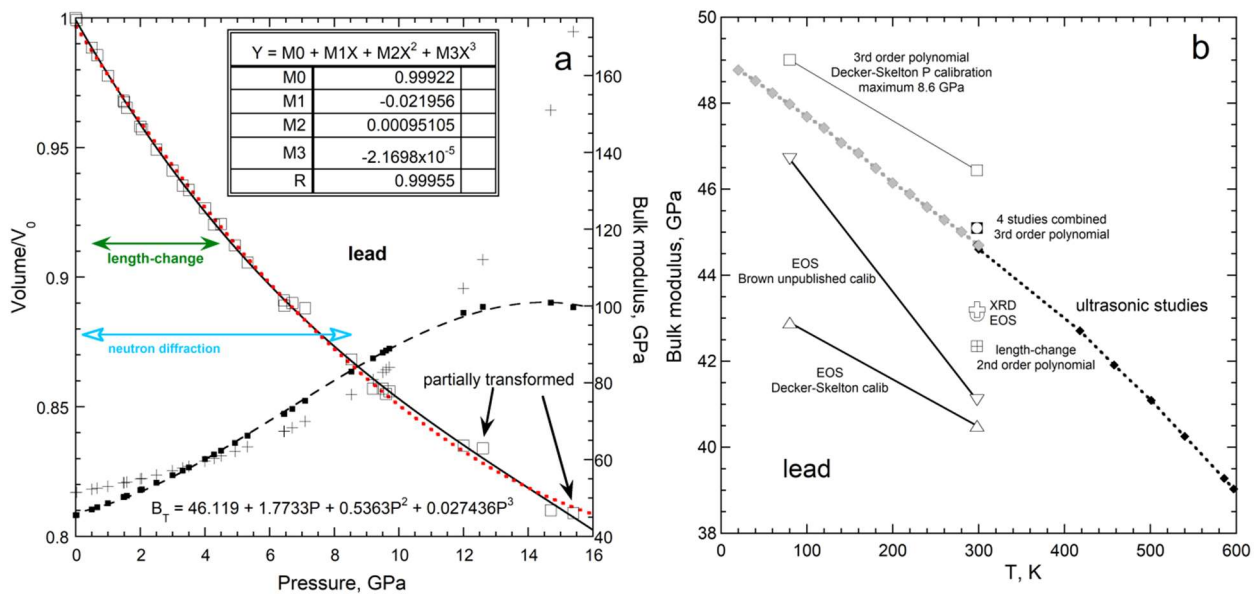 a
Y = M0 + M1X + M2X² + M3X³
M0 0.99922
M1 -0.021956
M2 0.00095105
M3 -2.1698x10⁻⁵
R 0.99955
lead
length-change
neutron diffraction
partially transformed
B_T = 46.119 + 1.7733P + 0.5363P² + 0.027436P³
Volume/V₀
1
0.95
0.9
0.85
0.8
0 2 4 6 8 10 12 14 16
Pressure, GPa
160
140
120
100
80
60
40
Bulk modulus, GPa
b
3rd order polynomial
Decker-Skelton P calibration
maximum 8.6 GPa
4 studies combined
3rd order polynomial
EOS
Brown unpublished calib
ultrasonic studies
XRD
EOS
length-change
2nd order polynomial
EOS
Decker-Skelton calib
lead
Bulk modulus, GPa
50
48
46
44
42
40
38
0 100 200 300 400 500 600
T, K